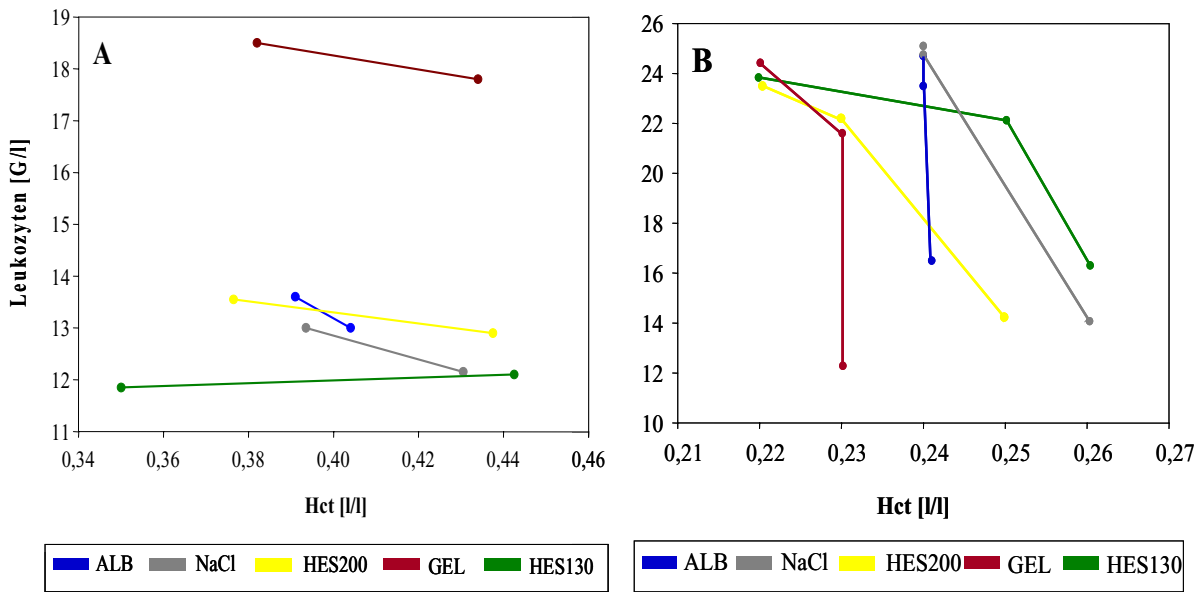 A
Leukozyten [G/l]
19
18
17
16
15
14
13
12
11
0,34 0,36 0,38 0,40 0,42 0,44 0,46
Hct [l/l]
ALB NaCl HES200 GEL HES130
B
26
24
22
20
18
16
14
12
10
0,21 0,22 0,23 0,24 0,25 0,26 0,27
Hct [l/l]
ALB NaCl HES200 GEL HES130